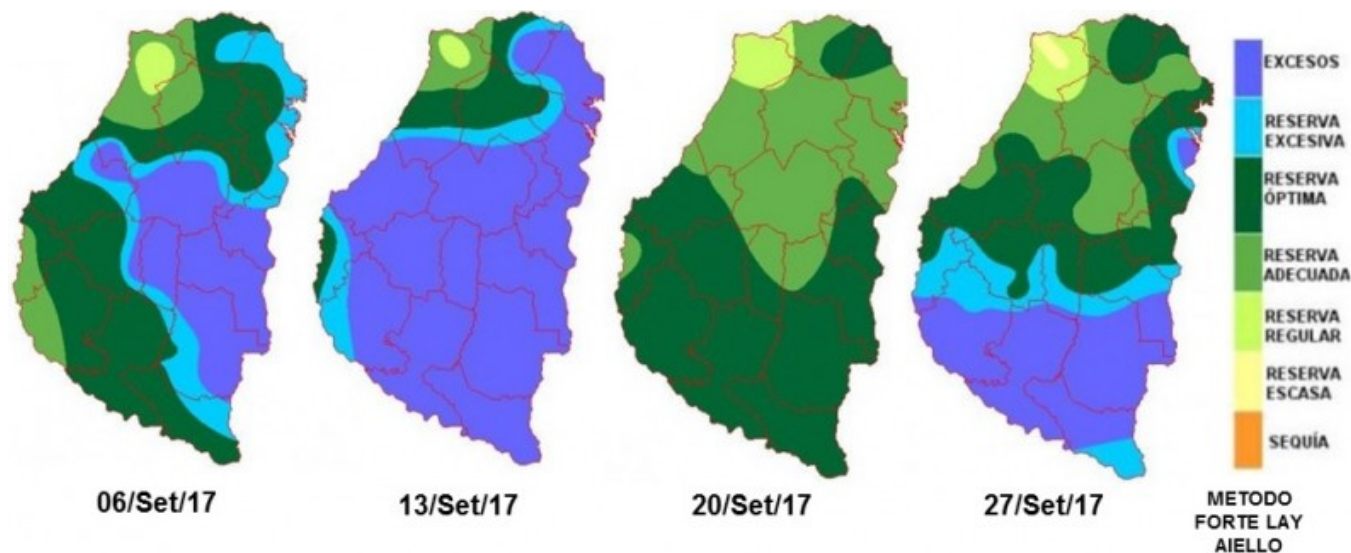 EXCESOS
RESERVA
EXCESIVA
RESERVA
ÓPTIMA
RESERVA
ADECUADA
RESERVA
REGULAR
RESERVA
ESCASA
SEQUÍA
06/Set/17
13/Set/17
20/Set/17
27/Set/17
METODO
FORTE LAY
AIELLO